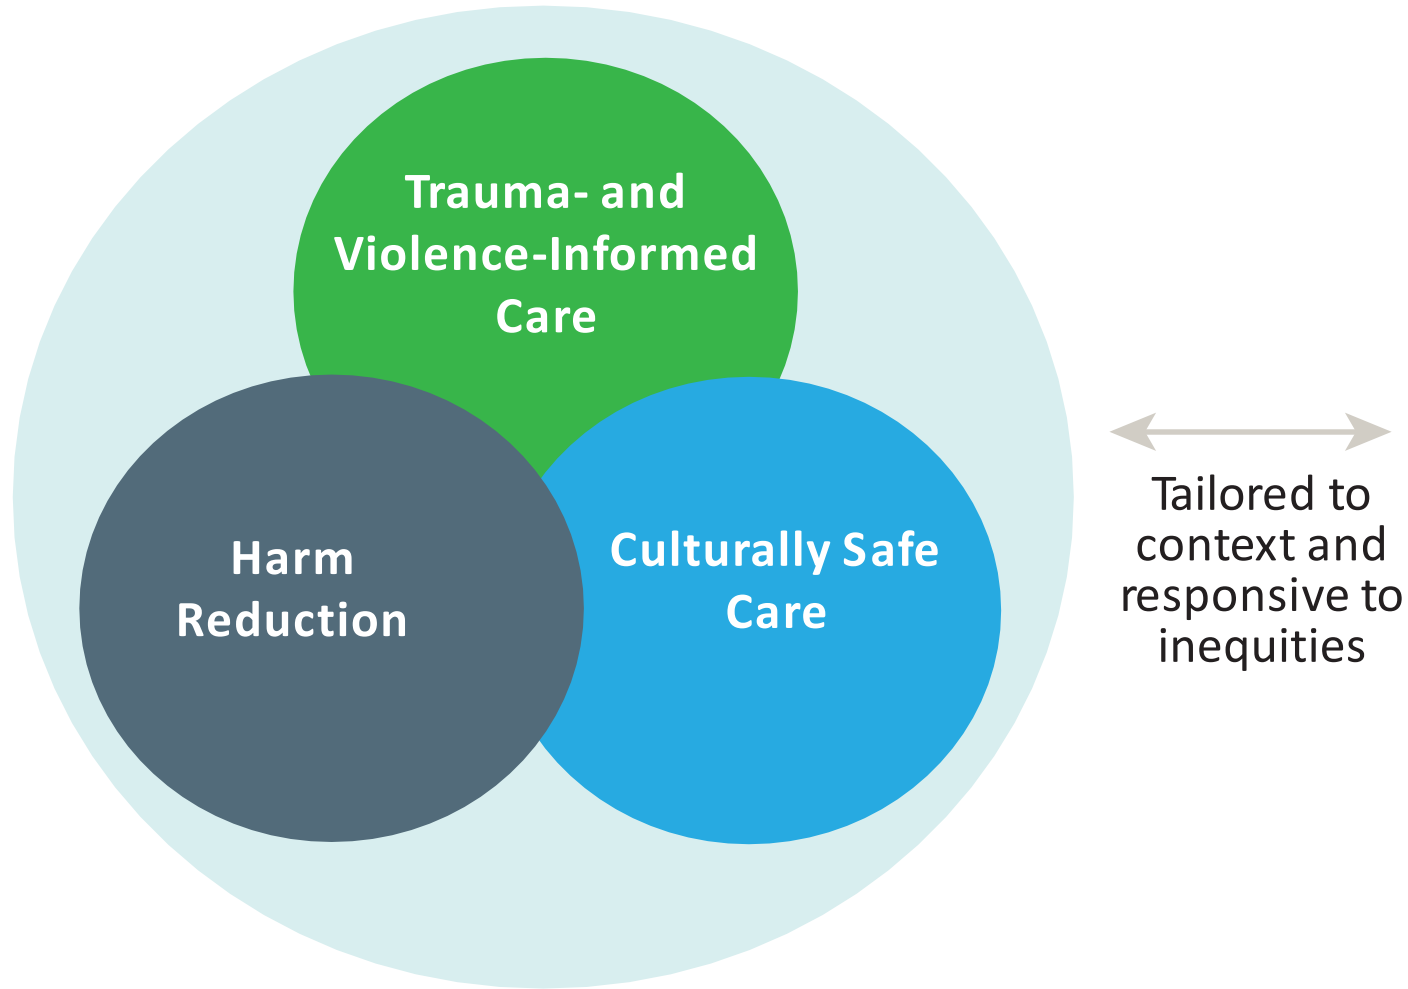 Trauma- and
Violence-Informed
Care
Harm
Reduction
Culturally Safe
Care
Tailored to
context and
responsive to
inequities